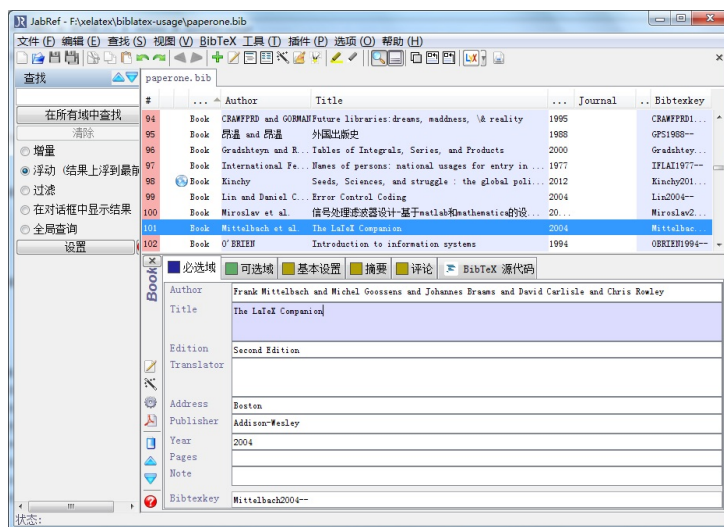 JabRef - F:\xelatex\biblatex-usage\paperone.bib
文件 (F) 编辑 (E) 查找 (S) 视图 (V) BibTeX 工具 (T) 插件 (P) 选项 (O) 帮助 (H)
查找
在所有域中查找
清除
增量
浮动 (结果上浮到最前
过滤
在对话框中显示结果
全局查询
设置
paperone.bib
# ... Author Title ... Journal .. Bibtexkey
94 Book CRAWFPRD and GORMAN Future libraries:dreams, maddness, \& reality 1995 CRAWFPRD1...
95 Book 昂温 and 昂温 外国出版史 1988 GPS1988--
96 Book Gradshteyn and R... Tables of Integrals, Series, and Products 2000 Gradshtey...
97 Book International Fe... Names of persons: national usages for entry in ... 1977 IFLAI1977--
98 Book Kinchy Seeds, Sciences, and struggle : the global poli... 2012 Kinchy201...
99 Book Lin and Daniel C... Error Control Coding 2004 Lin2004--
100 Book Miroslav et al. 信号处理滤波器设计-基于matlab和mathematica的设... 20... Miroslav2...
101 Book Mittelbach et al. The LaTeX Companion 2004 Mittelbac...
102 Book O'BRIEN Introduction to information systems 1994 OBRIEN1994--
Book
必选域 可选域 基本设置 摘要 评论 BibTeX 源代码
Author Frank Mittelbach and Michel Goossens and Johannes Braams and David Carlisle and Chris Rowley
Title The LaTeX Companion
Edition Second Edition
Translator
Address Boston
Publisher Addison-Wesley
Year 2004
Pages
Note
Bibtexkey Mittelbach2004--
状态: